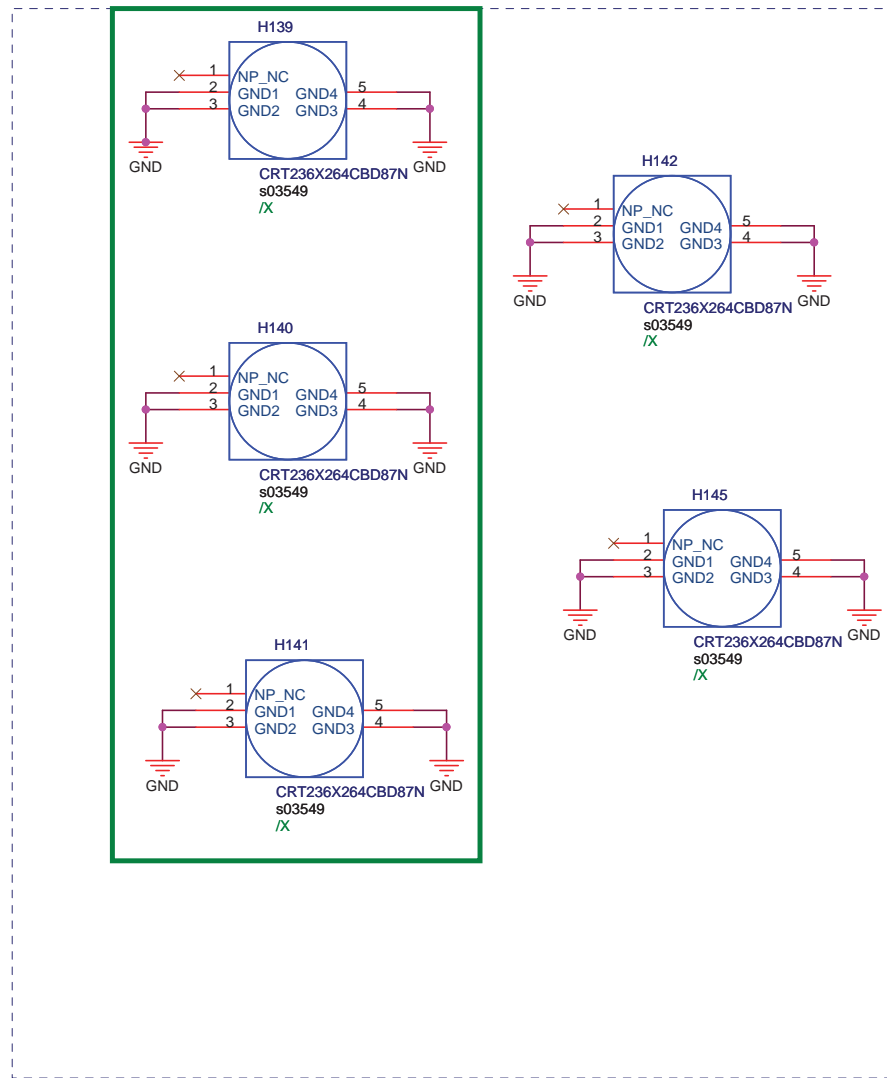 H139
1
NP_NC
2
GND1
GND4
5
3
GND2
GND3
4
GND
GND
CRT236X264CBD87N
s03549
/X
H142
1
NP_NC
2
GND1
GND4
5
3
GND2
GND3
4
GND
GND
CRT236X264CBD87N
s03549
/X
H140
1
NP_NC
2
GND1
GND4
5
3
GND2
GND3
4
GND
GND
CRT236X264CBD87N
s03549
/X
H145
1
NP_NC
2
GND1
GND4
5
3
GND2
GND3
4
GND
GND
CRT236X264CBD87N
s03549
/X
H141
1
NP_NC
2
GND1
GND4
5
3
GND2
GND3
4
GND
GND
CRT236X264CBD87N
s03549
/X